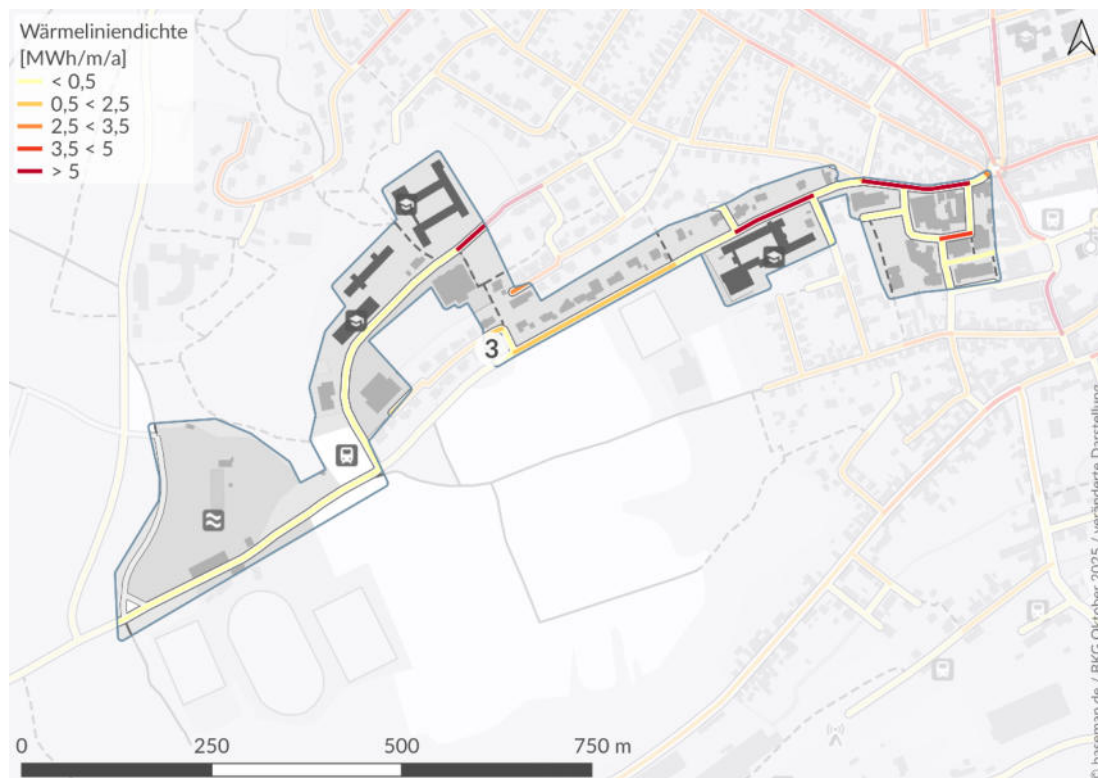 Wärmeliniendichte
[MWh/m/a]
< 0,5
0,5 < 2,5
2,5 < 3,5
3,5 < 5
> 5
3
0 250 500 750 m
© basemap.de / BKG Oktober 2025 / veränderte Darstellung